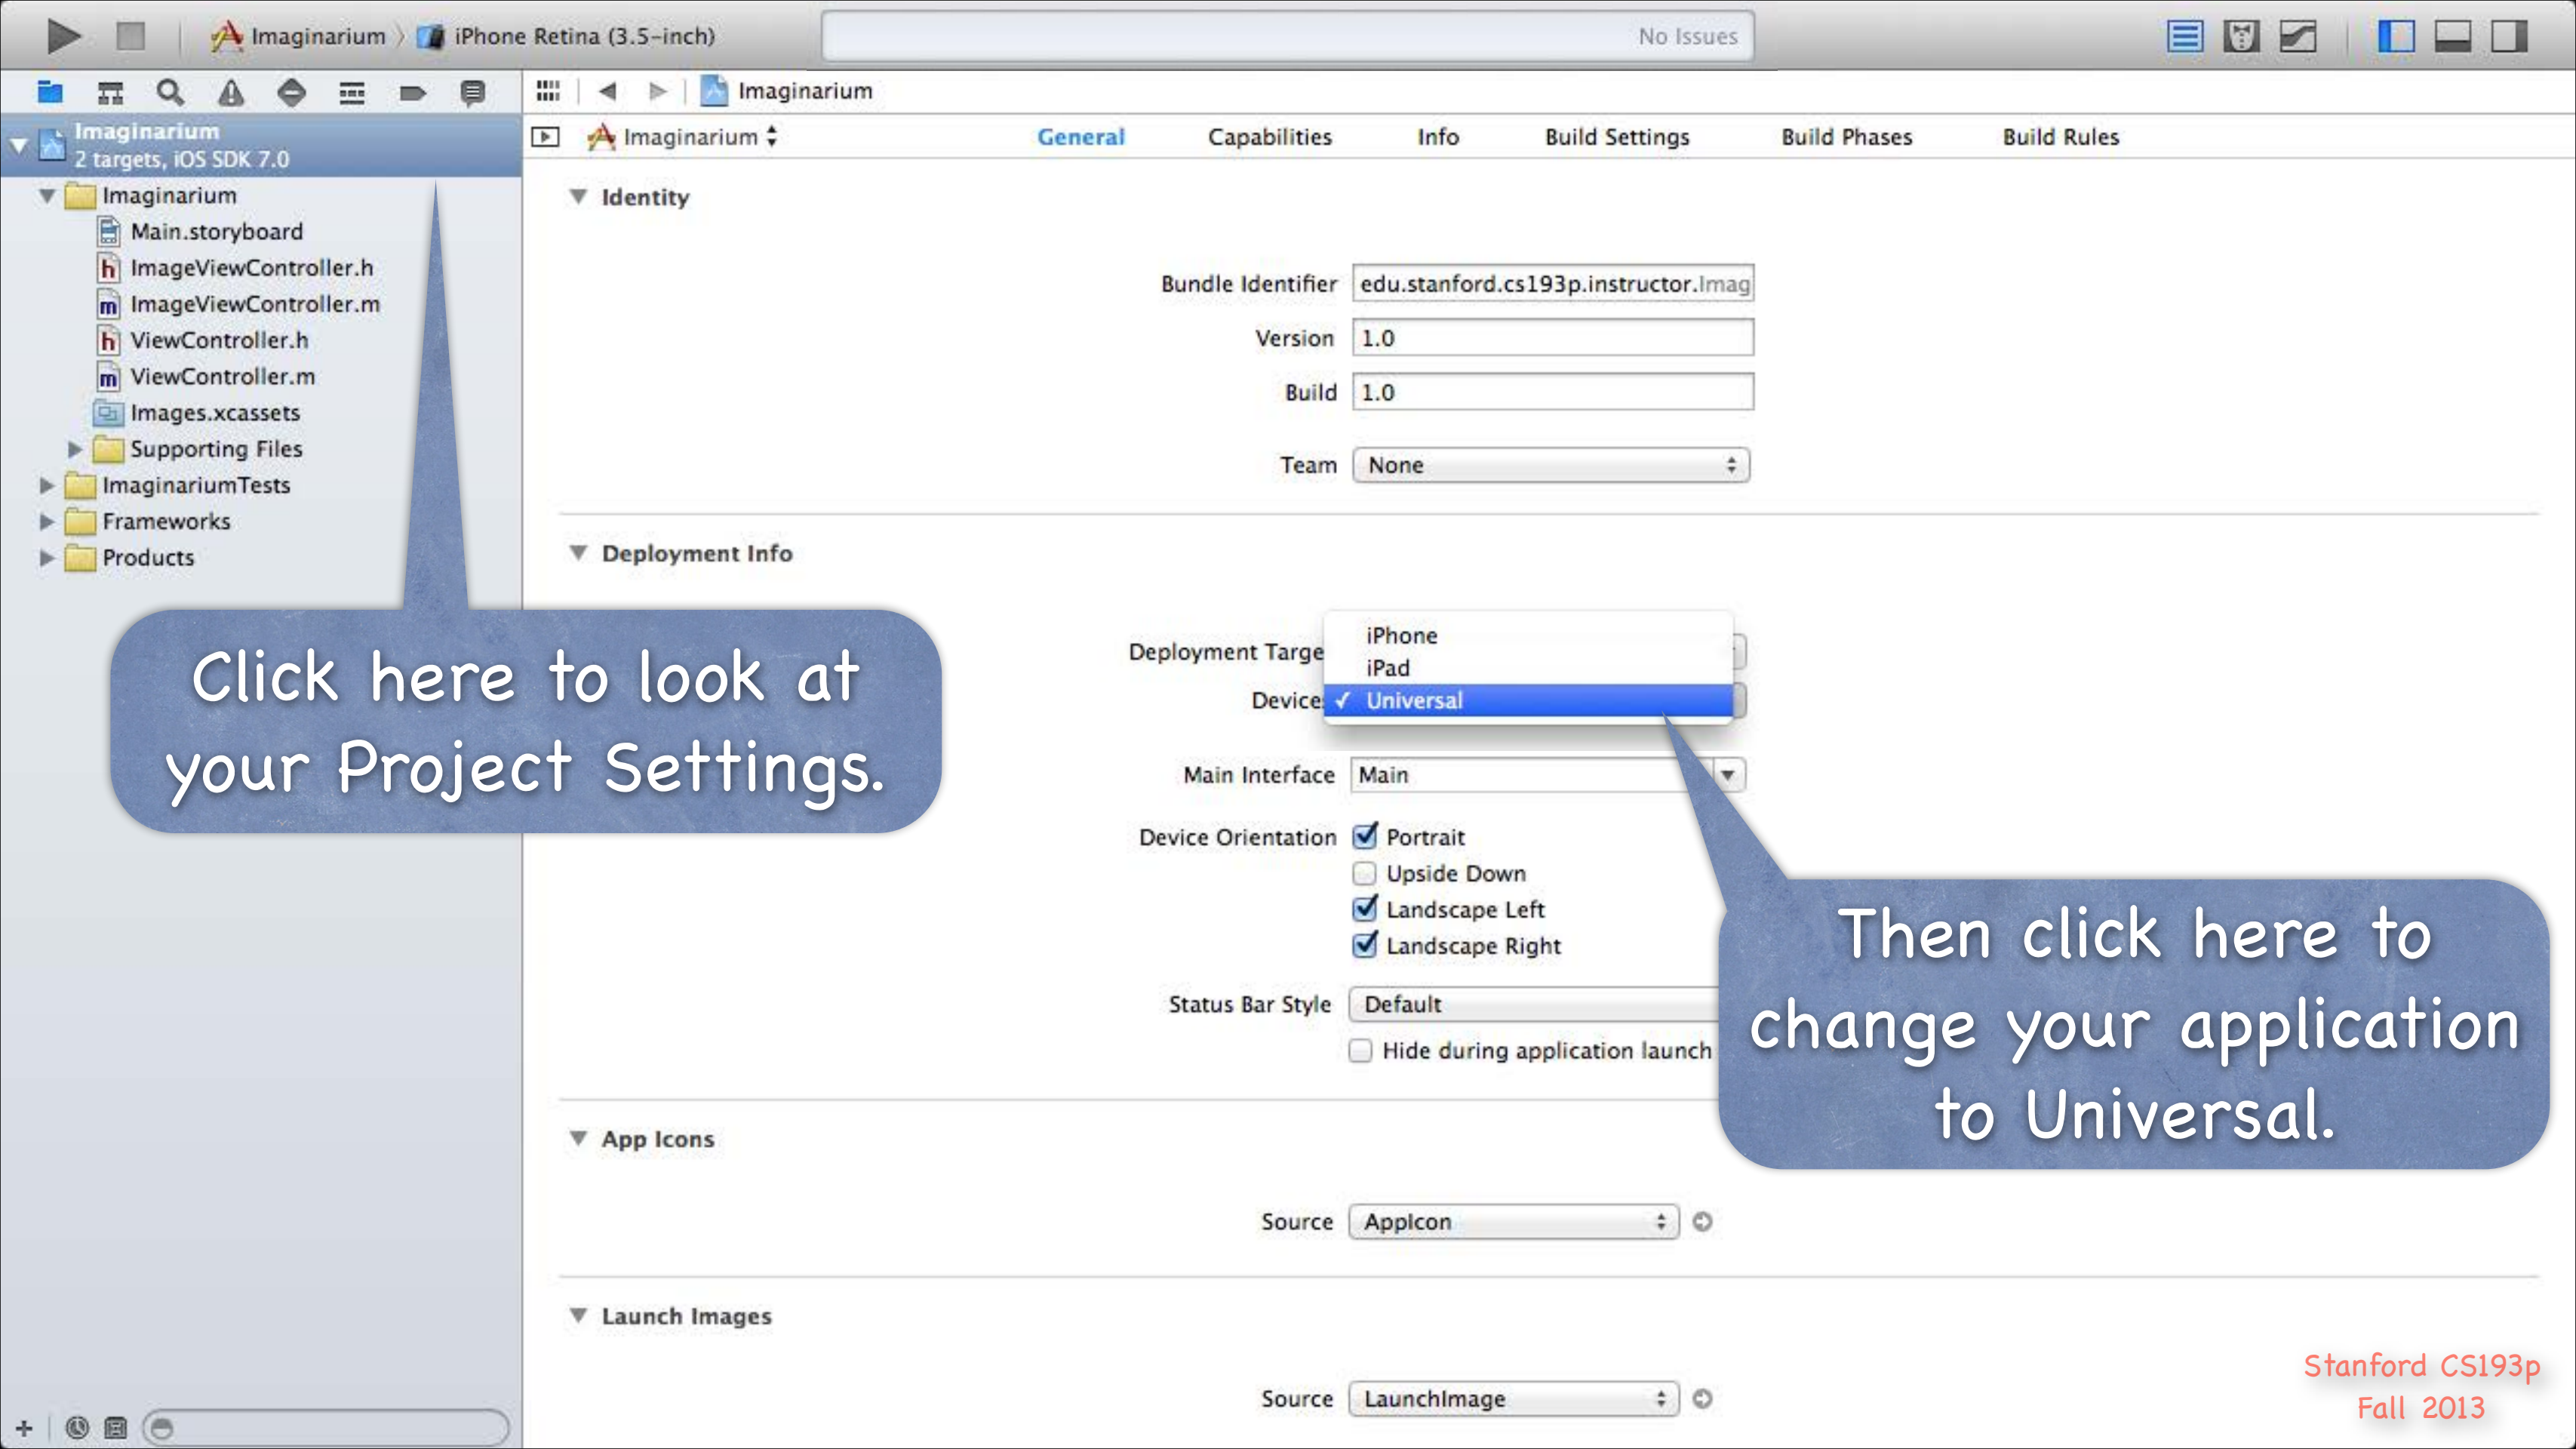 Imaginarium
iPhone Retina (3.5-inch)
No Issues
Imaginarium
Imaginarium
2 targets, iOS SDK 7.0
Imaginarium
Main.storyboard
ImageViewController.h
ImageViewController.m
ViewController.h
ViewController.m
Images.xcassets
Supporting Files
ImaginariumTests
Frameworks
Products
Imaginarium
General
Capabilities
Info
Build Settings
Build Phases
Build Rules
Identity
Bundle Identifier edu.stanford.cs193p.instructor.Imag
Version 1.0
Build 1.0
Team None
Deployment Info
Deployment Targe
iPhone
iPad
Device
✓ Universal
Main Interface Main
Device Orientation
Portrait
Upside Down
Landscape Left
Landscape Right
Status Bar Style Default
Hide during application launch
App Icons
Source AppIcon
Launch Images
Source LaunchImage
Click here to look at
your Project Settings.
Then click here to
change your application
to Universal.
Stanford CS193p
Fall 2013